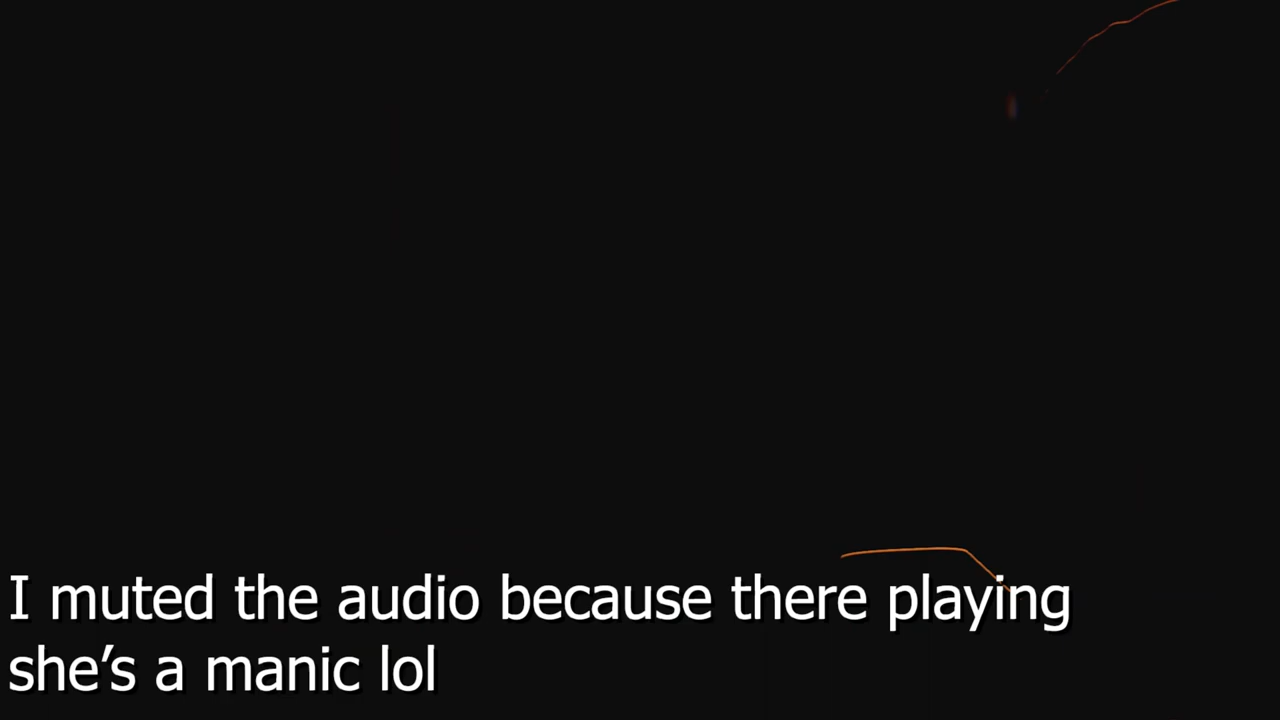 I muted the audio because there playing
she’s a manic lol